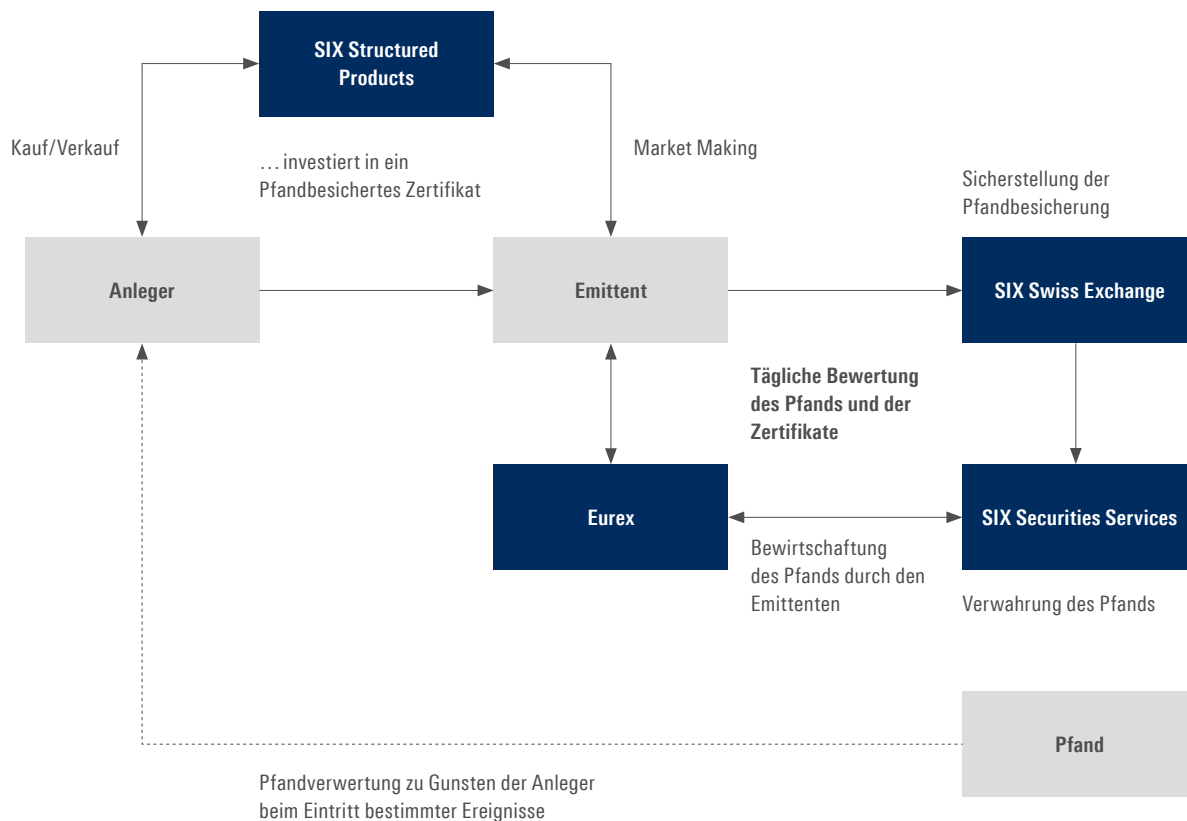 SIX Structured
Products
Kauf/Verkauf
… investiert in ein
Pfandbesichertes Zertifikat
Market Making
Sicherstellung der
Pfandbesicherung
Anleger
Emittent
SIX Swiss Exchange
Tägliche Bewertung
des Pfands und der
Zertifikate
Eurex
SIX Securities Services
Bewirtschaftung
des Pfands durch den
Emittenten
Verwahrung des Pfands
Pfand
Pfandverwertung zu Gunsten der Anleger
beim Eintritt bestimmter Ereignisse